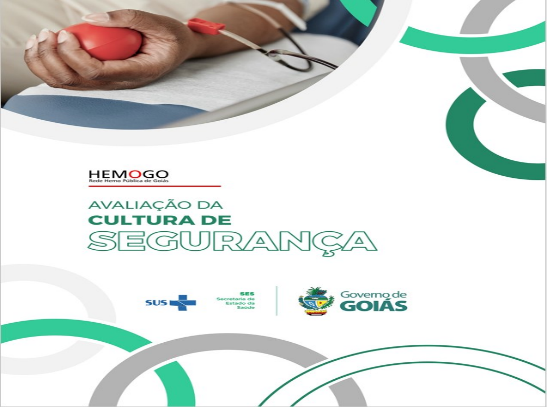 HEMOGO
Rede Hemo Pública de Goiás
AVALIAÇÃO DA
CULTURA DE
SEGURANÇA
SUS
SES
Secretaria de
Estado da
Saúde
Governo de
GOIÁS